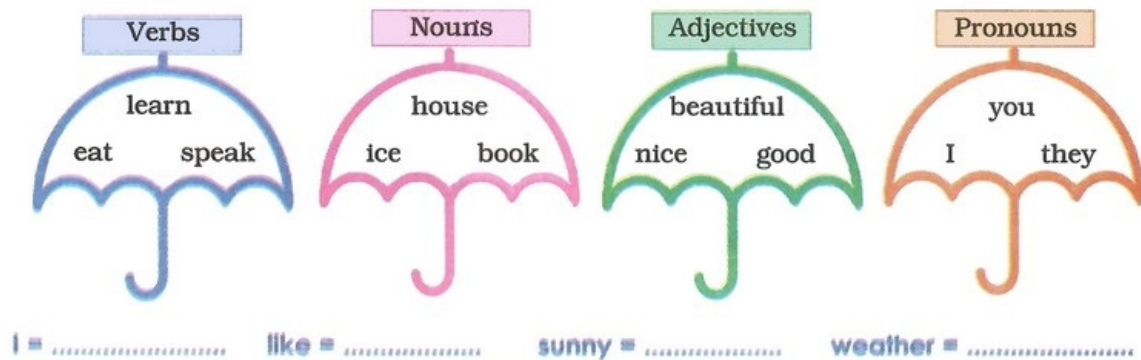 Verbs Nouns Adjectives Pronouns
learn house beautiful you
eat speak ice book nice good I they
I = .................... like = .................... sunny = .................... weather = ....................